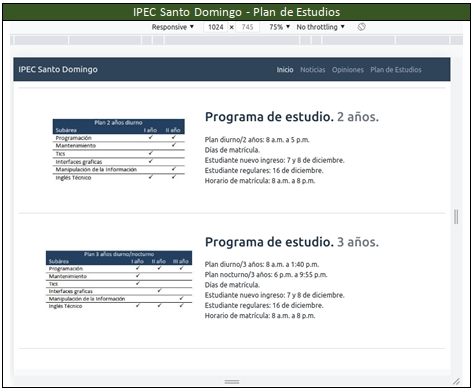 IPEC Santo Domingo - Plan de Estudios
Responsive ▼ 1024 × 745 75% ▼ No throttling ▼
IPEC Santo Domingo Inicio Noticias Opiniones Plan de Estudios
Plan 2 años diurno
Subárea I año II año
Programación ✓ ✓
Mantenimiento ✓
Tics ✓
Interfaces graficas ✓
Manipulación de la Información ✓
Inglés Técnico ✓ ✓
Programa de estudio. 2 años.
Plan diurno/2 años: 8 a.m. a 5 p.m.
Días de matrícula.
Estudiante nuevo ingreso: 7 y 8 de diciembre.
Estudiante regulares: 16 de diciembre.
Horario de matrícula: 8 a.m. a 8 p.m.
Plan 3 años diurno/nocturno
Subárea I año II año III año
Programación ✓ ✓ ✓
Mantenimiento ✓
Tics ✓
Interfaces graficas ✓
Manipulación de la Información ✓
Inglés Técnico ✓ ✓ ✓
Programa de estudio. 3 años.
Plan diurno/3 años: 8 a.m. a 1:40 p.m.
Plan nocturno/3 años: 6 p.m. a 9:55 p.m.
Días de matrícula.
Estudiante nuevo ingreso: 7 y 8 de diciembre.
Estudiante regulares: 16 de diciembre.
Horario de matrícula: 8 a.m. a 8 p.m.